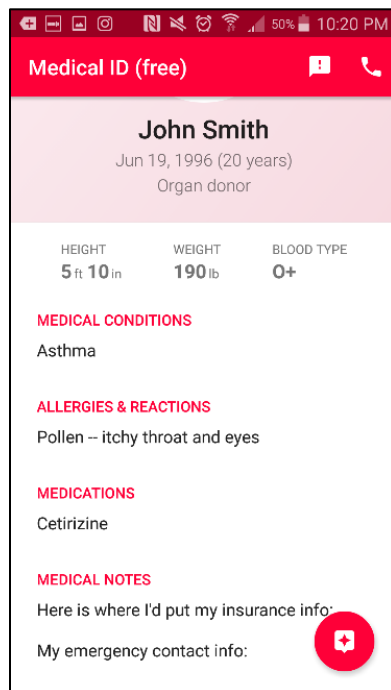 50% 10:20 PM
Medical ID (free)
John Smith
Jun 19, 1996 (20 years)
Organ donor
HEIGHT WEIGHT BLOOD TYPE
5 ft 10 in 190 lb O+
MEDICAL CONDITIONS
Asthma
ALLERGIES & REACTIONS
Pollen -- itchy throat and eyes
MEDICATIONS
Cetirizine
MEDICAL NOTES
Here is where I'd put my insurance info:
My emergency contact info: